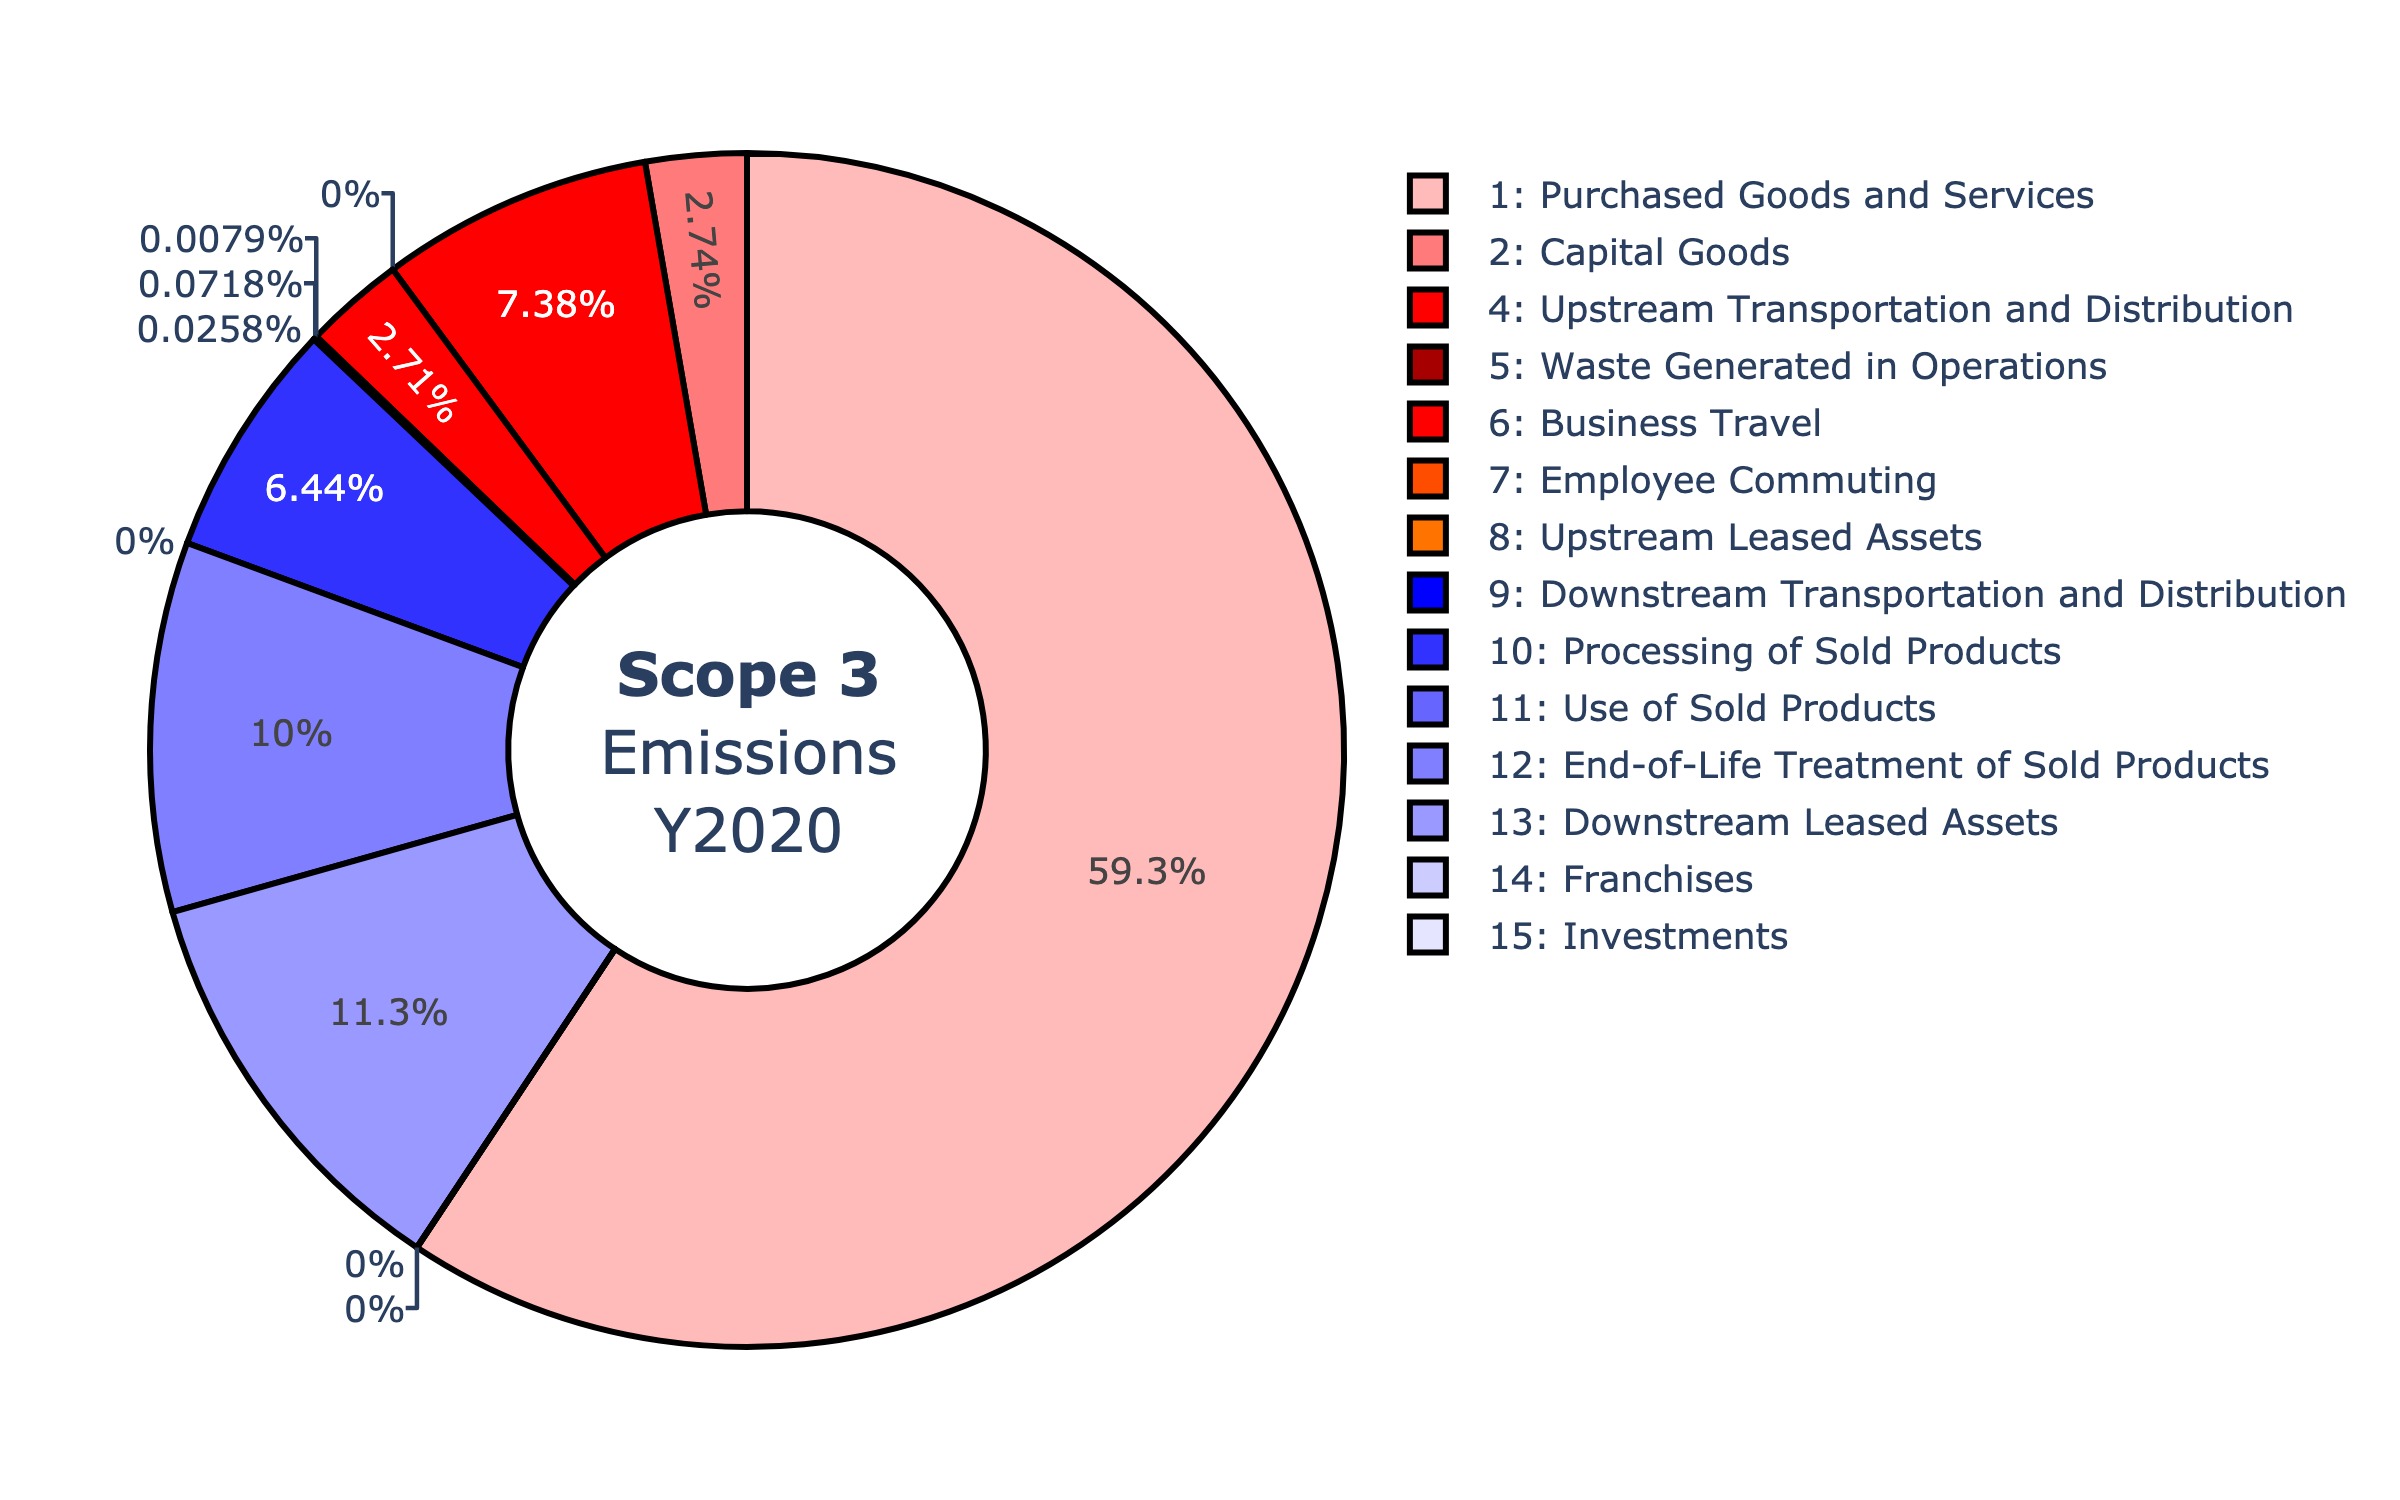 0%
0.0079%
0.0718%
0.0258%
2.74%
7.38%
2.71%
6.44%
0%
10%
11.3%
59.3%
0%
0%
Scope 3
Emissions
Y2020
1: Purchased Goods and Services
2: Capital Goods
4: Upstream Transportation and Distribution
5: Waste Generated in Operations
6: Business Travel
7: Employee Commuting
8: Upstream Leased Assets
9: Downstream Transportation and Distribution
10: Processing of Sold Products
11: Use of Sold Products
12: End-of-Life Treatment of Sold Products
13: Downstream Leased Assets
14: Franchises
15: Investments